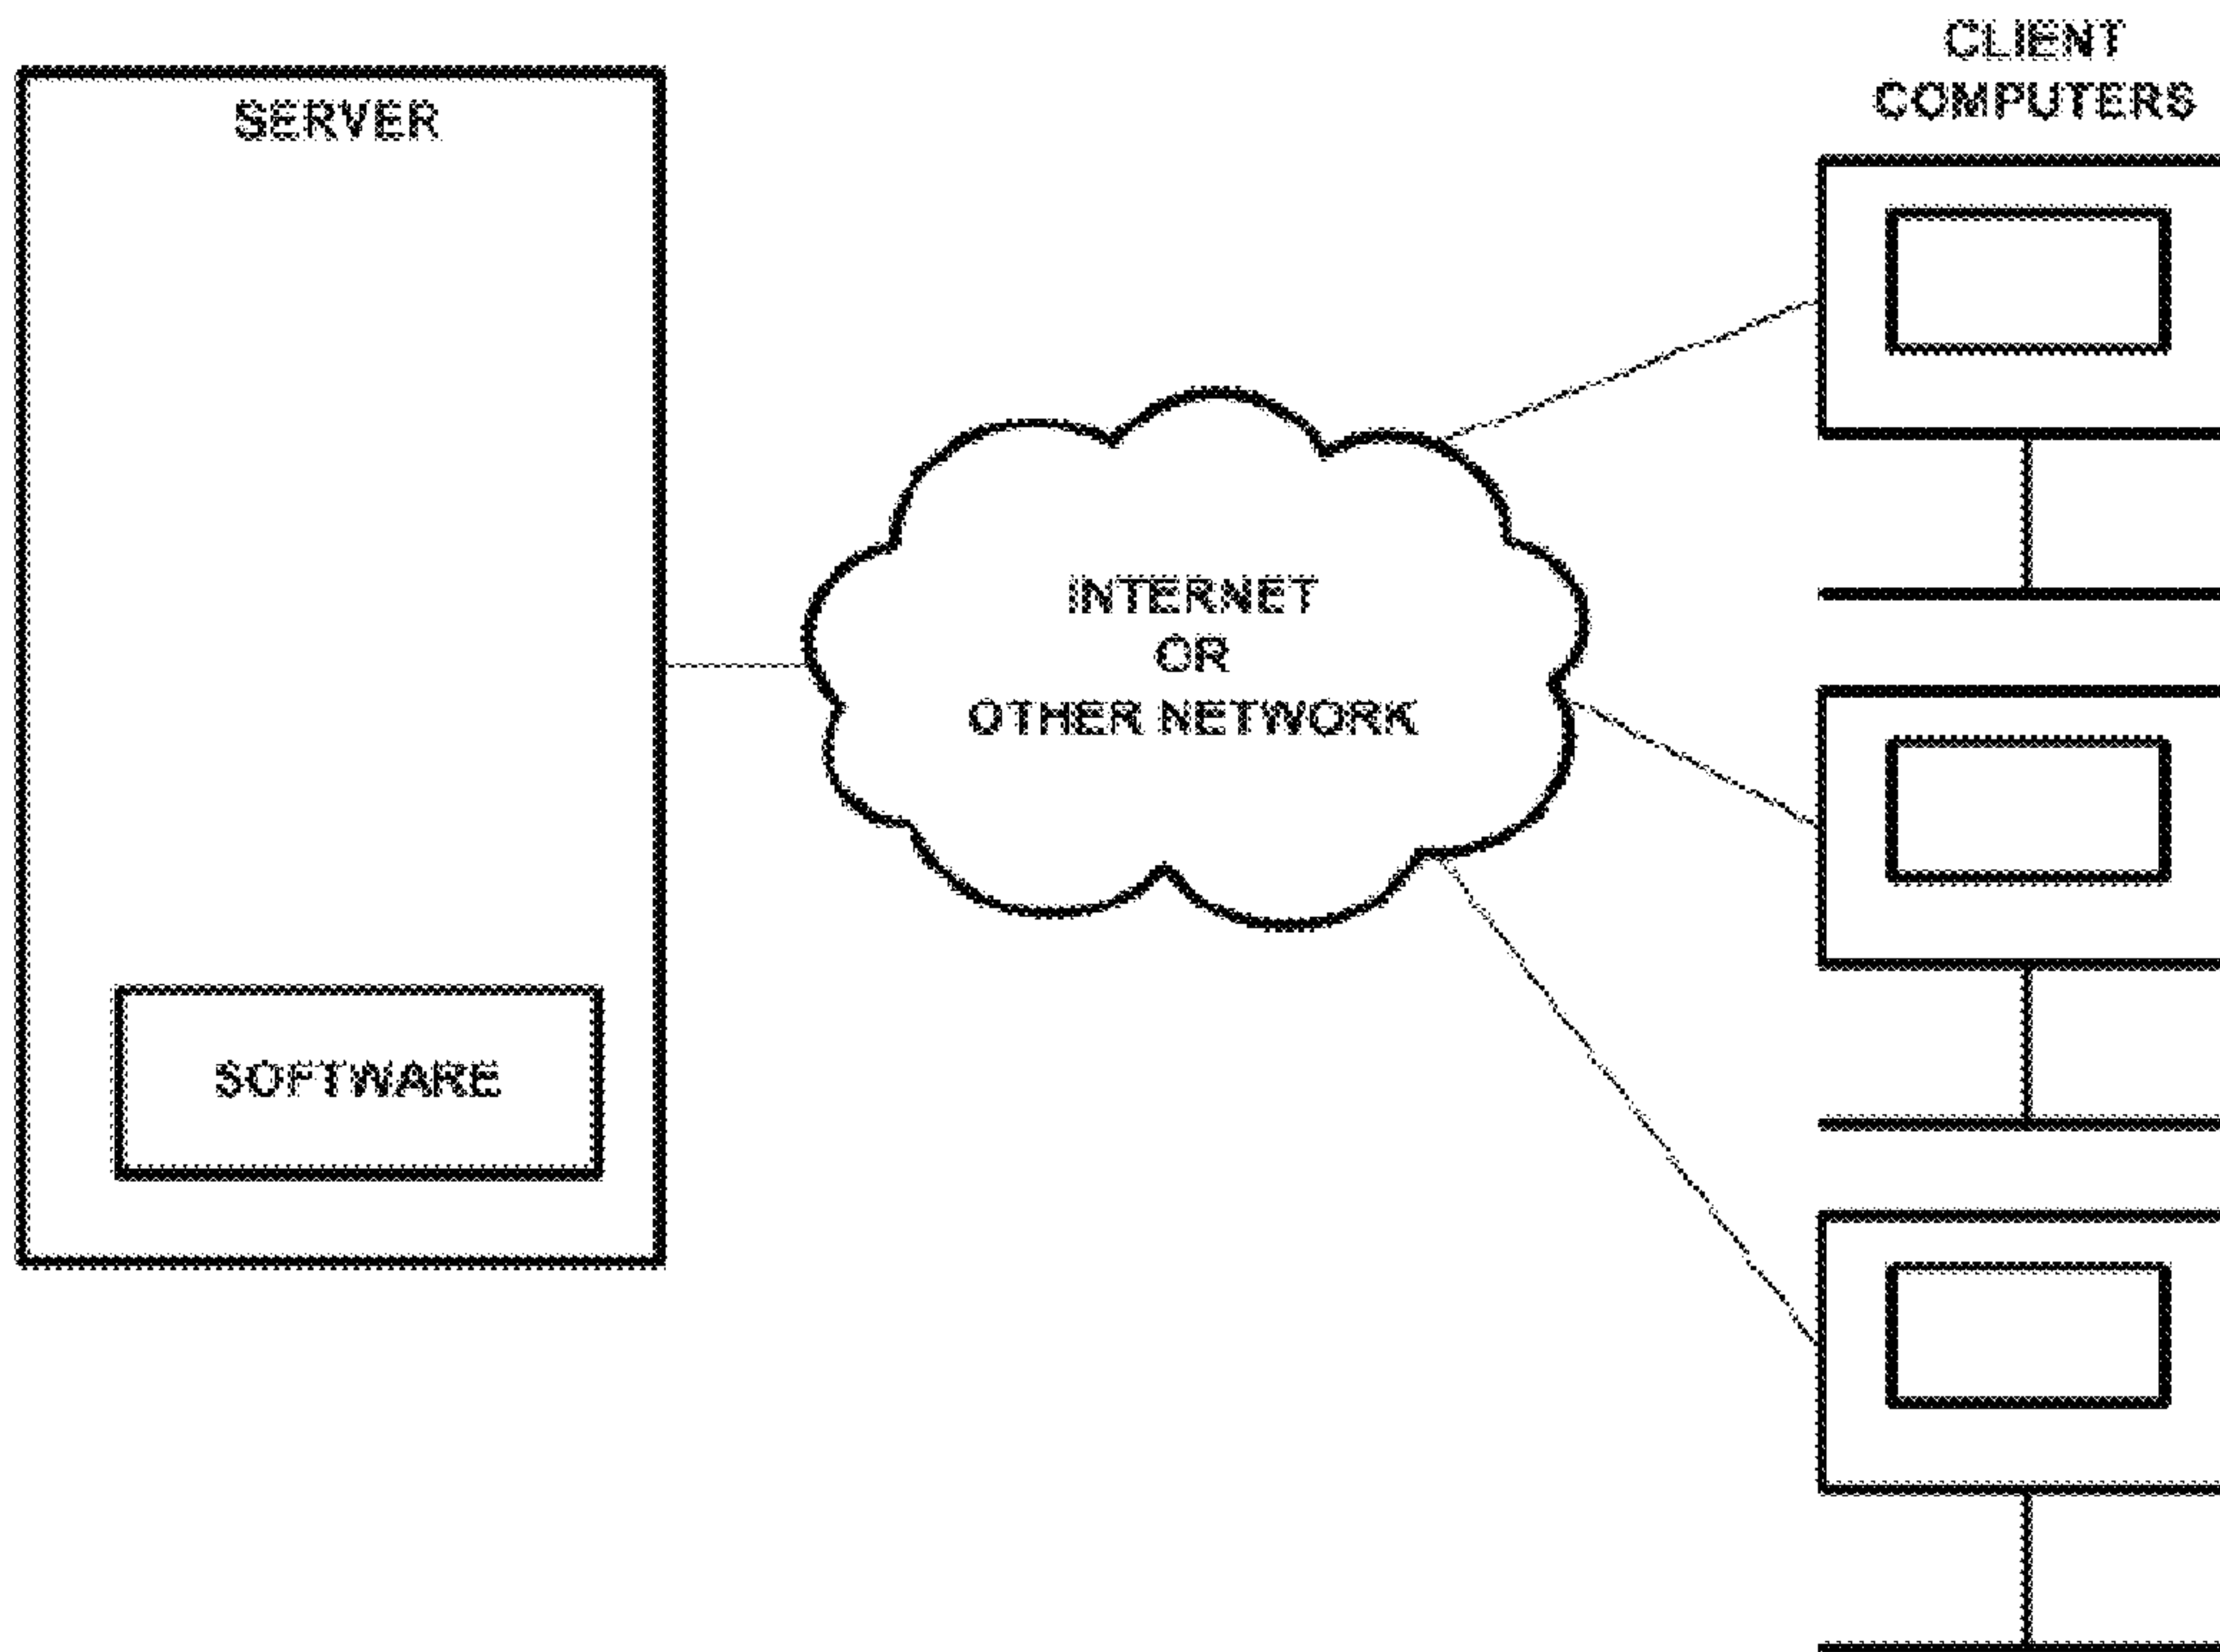 SERVER
SOFTWARE
INTERNET
OR
OTHER NETWORK
CLIENT
COMPUTERS